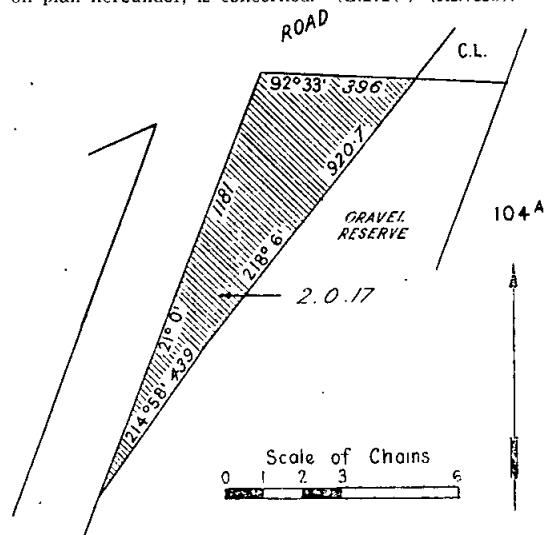 on plan hereunder, is concerned.
ROAD
C.L.
92°33' 396
920·7
1181
GRAVEL
RESERVE
104A
218°6'
2.0.17
21°0'
439
214°58'
Scale of Chains
0 1 2 3 6